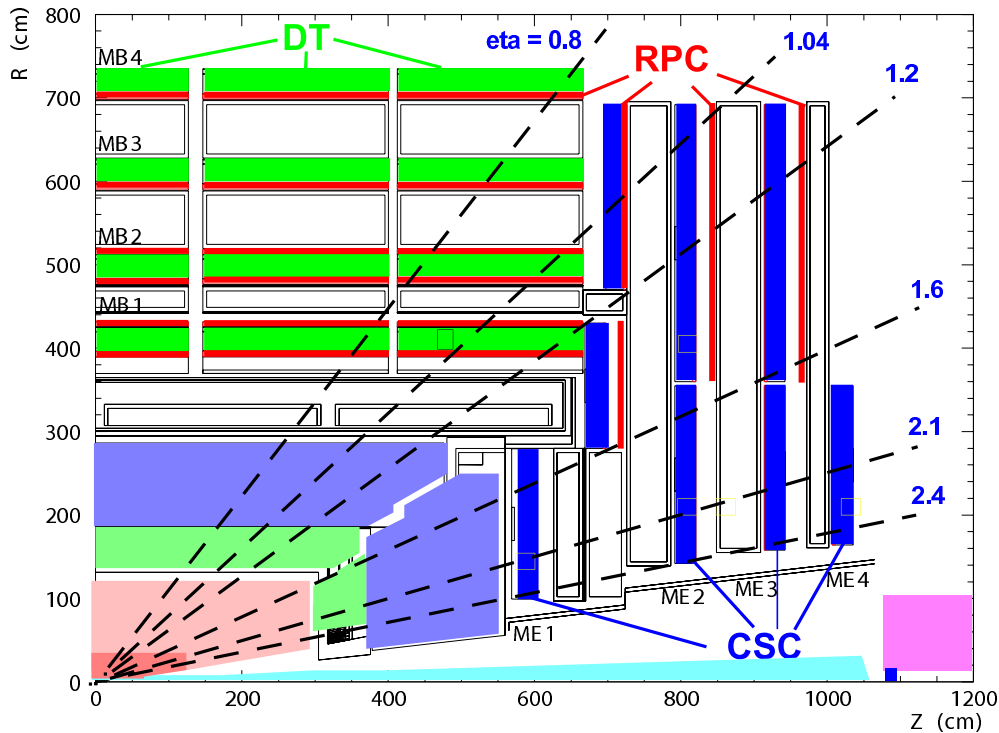 R (cm)
800
700
600
500
400
300
200
100
0
0 200 400 600 800 1000 1200
Z (cm)
DT
eta = 0.8
1.04
RPC
1.2
MB 4
MB 3
MB 2
MB 1
1.6
2.1
2.4
ME 1
ME 2
ME 3
ME 4
CSC